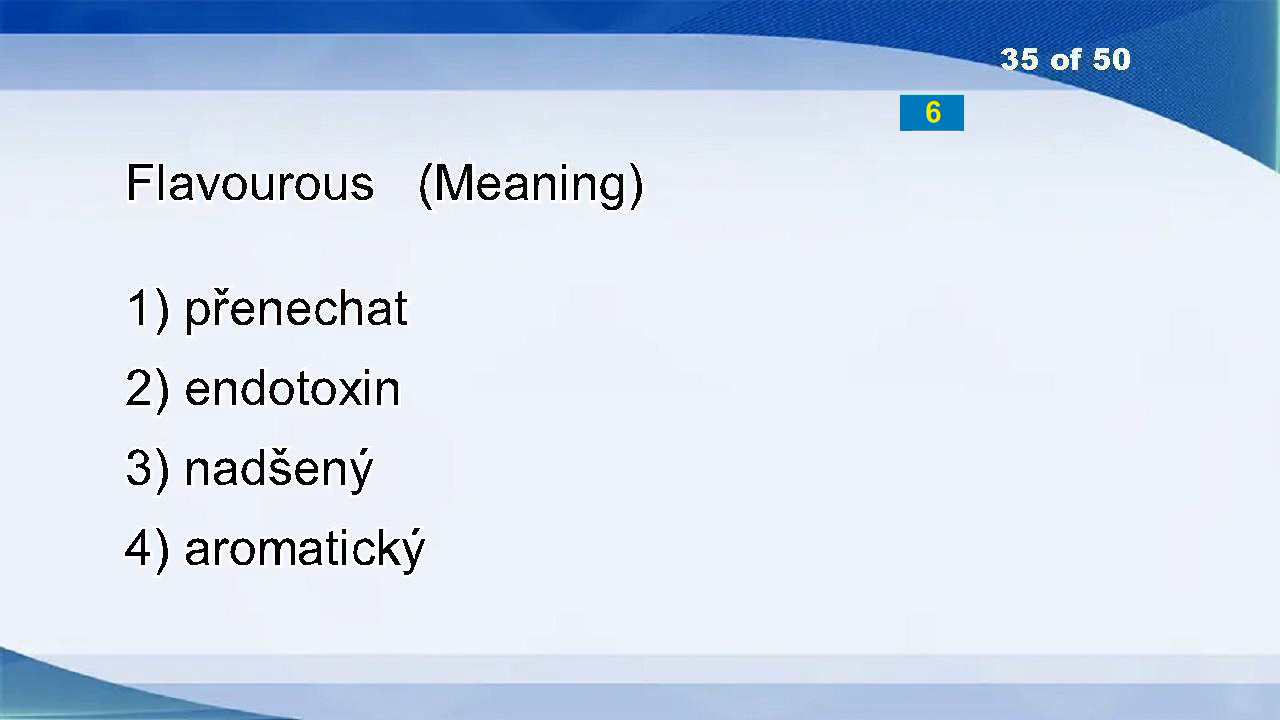 35 of 50
6
Flavourous (Meaning)
1) přenechat
2) endotoxin
3) nadšený
4) aromatický